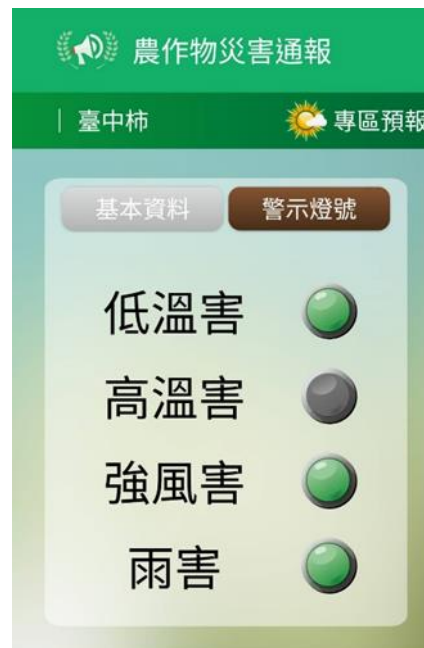 農作物災害通報
| 臺中柿 專區預報
基本資料 警示燈號
低溫害
高溫害
強風害
雨害